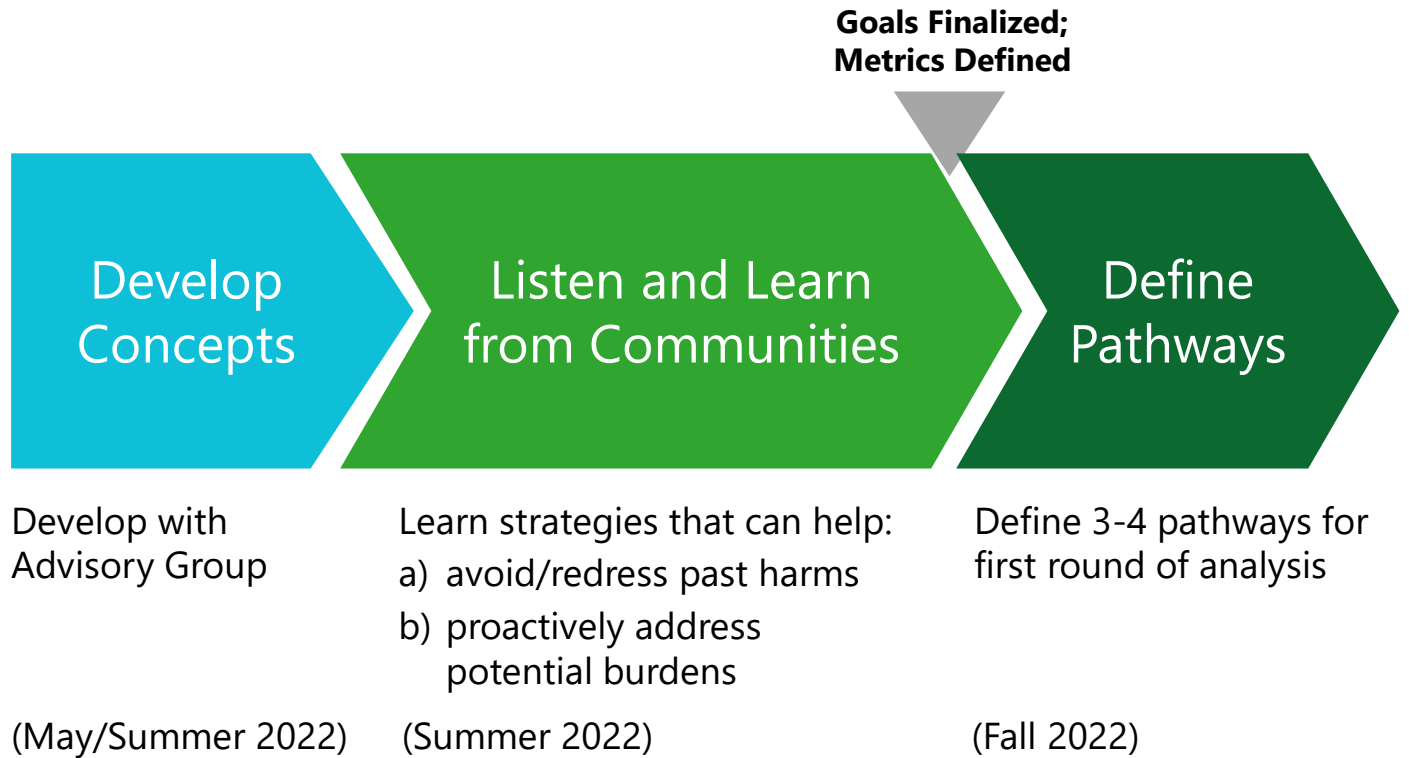 Goals Finalized;
Metrics Defined
Develop
Concepts
Listen and Learn
from Communities
Define
Pathways
Develop with
Advisory Group
(May/Summer 2022)
Learn strategies that can help:
a) avoid/redress past harms
b) proactively address
potential burdens
(Summer 2022)
Define 3-4 pathways for
first round of analysis
(Fall 2022)